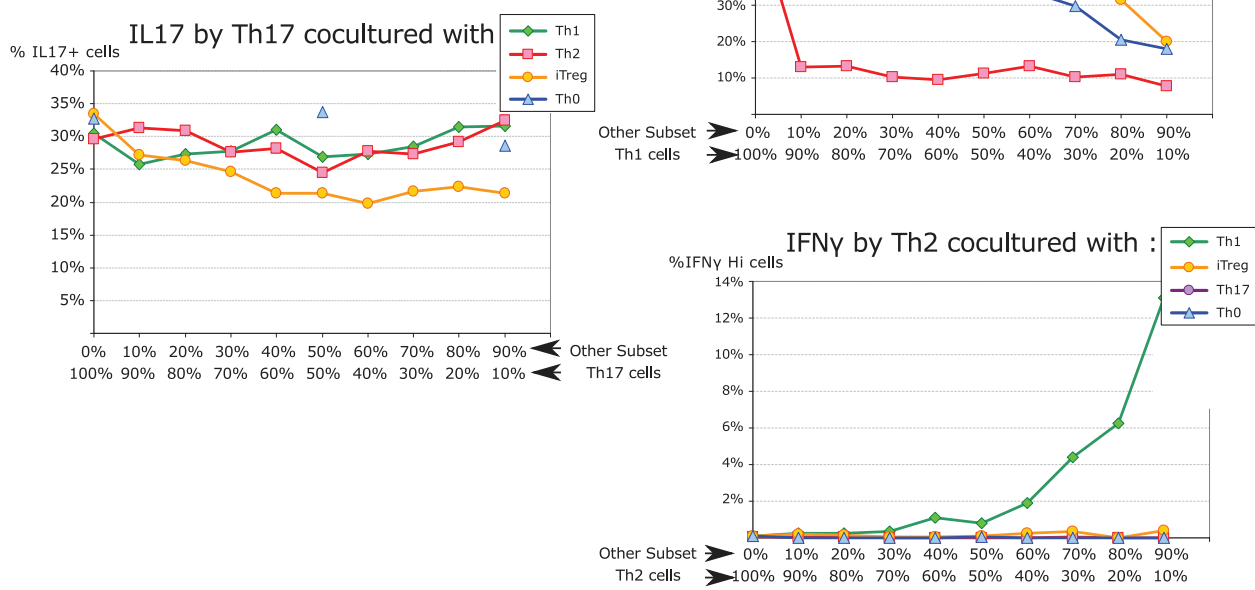 IL17 by Th17 cocultured with
% IL17+ cells
Th1
Th2
iTreg
Th0
40%
35%
30%
25%
20%
15%
10%
5%
0% 10% 20% 30% 40% 50% 60% 70% 80% 90% Other Subset
100% 90% 80% 70% 60% 50% 40% 30% 20% 10% Th17 cells
30%
20%
10%
Other Subset 0% 10% 20% 30% 40% 50% 60% 70% 80% 90%
Th1 cells 100% 90% 80% 70% 60% 50% 40% 30% 20% 10%
IFNγ by Th2 cocultured with :
%IFNγ Hi cells
Th1
iTreg
Th17
Th0
14%
12%
10%
8%
6%
4%
2%
Other Subset 0% 10% 20% 30% 40% 50% 60% 70% 80% 90%
Th2 cells 100% 90% 80% 70% 60% 50% 40% 30% 20% 10%